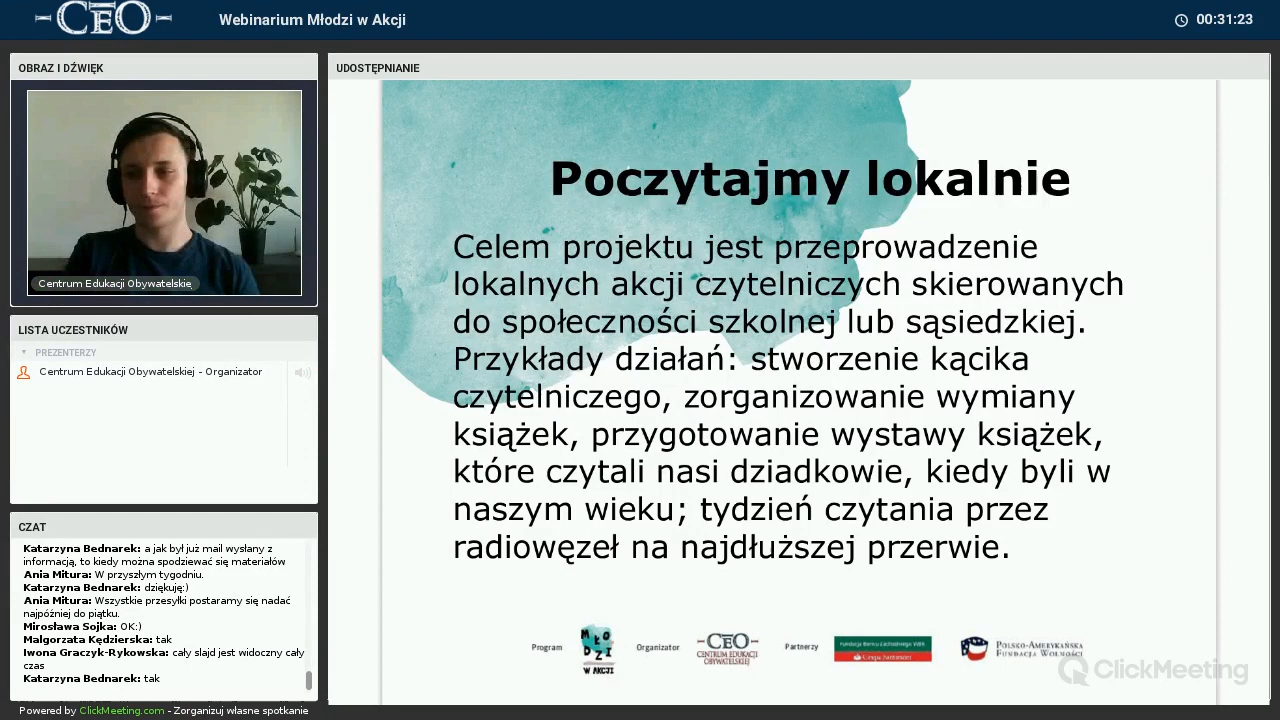 CEO
Webinarium Młodzi w Akcji
00:31:23
OBRAZ I DŹWIĘK
Centrum Edukacji Obywatelskie
LISTA UCZESTNIKÓW
PREZENTERZY
Centrum Edukacji Obywatelskiej - Organizator
CZAT
Katarzyna Bednarek: a jak był już mail wysłany z
informacją, to kiedy można spodziewać się materiałów
Ania Mitura: W przyszłym tygodniu.
Katarzyna Bednarek: dziękuję:)
Ania Mitura: Wszystkie przesyłki postaramy się nadać
najpóźniej do piątku.
Mirosława Sojka: OK:)
Malgorzata Kędzierska: tak
Iwona Graczyk-Rykowska: tak slajd jest widoczny cały
czas
Katarzyna Bednarek: tak
Powered by ClickMeeting.com - Zorganizuj własne spotkanie
UDOSTĘPNIANIE
Poczytajmy lokalnie
Celem projektu jest przeprowadzenie
lokalnych akcji czytelniczych skierowanych
do społeczności szkolnej lub sąsiedzkiej.
Przykłady działań: stworzenie kącika
czytelniczego, zorganizowanie wymiany
książek, przygotowanie wystawy książek,
które czytali nasi dziadkowie, kiedy byli w
naszym wieku; tydzień czytania przez
radiowęzeł na najdłuższej przerwie.
Program
MŁODZI
W AKCJI
Organizator
CEO
CENTRUM EDUKACJI
OBYWATELSKIEJ
Partnerzy
Fundacja Banku Zachodniego WBK
Grupa Santander
POLSKO-AMERYKAŃSKA
FUNDACJA WOLNOŚCI
ClickMeeting